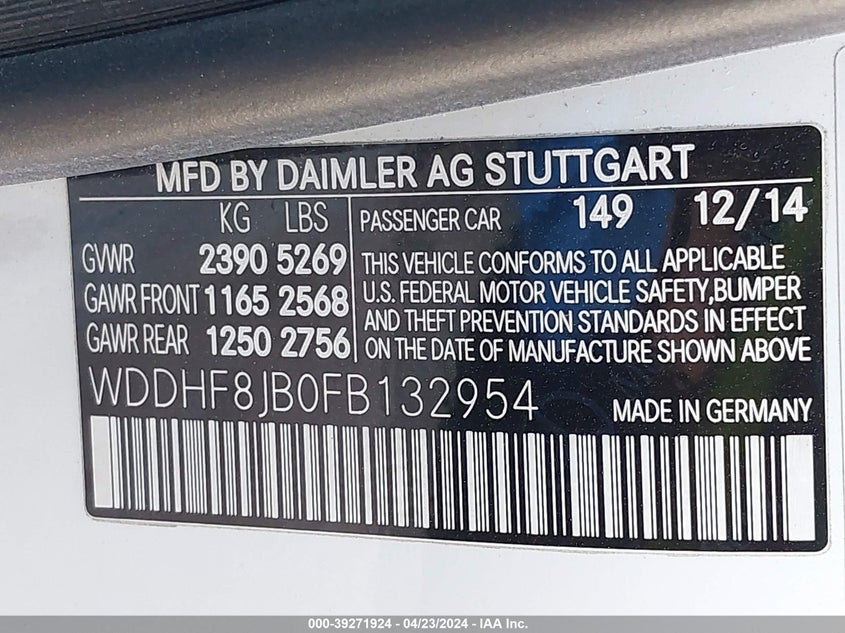 MFD BY DAIMLER AG STUTTGART
KG LBS
GVWR 2390 5269
GAWR FRONT 1165 2568
GAWR REAR 1250 2756
PASSENGER CAR 149 12/14
THIS VEHICLE CONFORMS TO ALL APPLICABLE
U.S. FEDERAL MOTOR VEHICLE SAFETY,BUMPER
AND THEFT PREVENTION STANDARDS IN EFFECT
ON THE DATE OF MANUFACTURE SHOWN ABOVE
WDDHF8JB0FB132954
MADE IN GERMANY
000-39271924 - 04/23/2024 - IAA Inc.